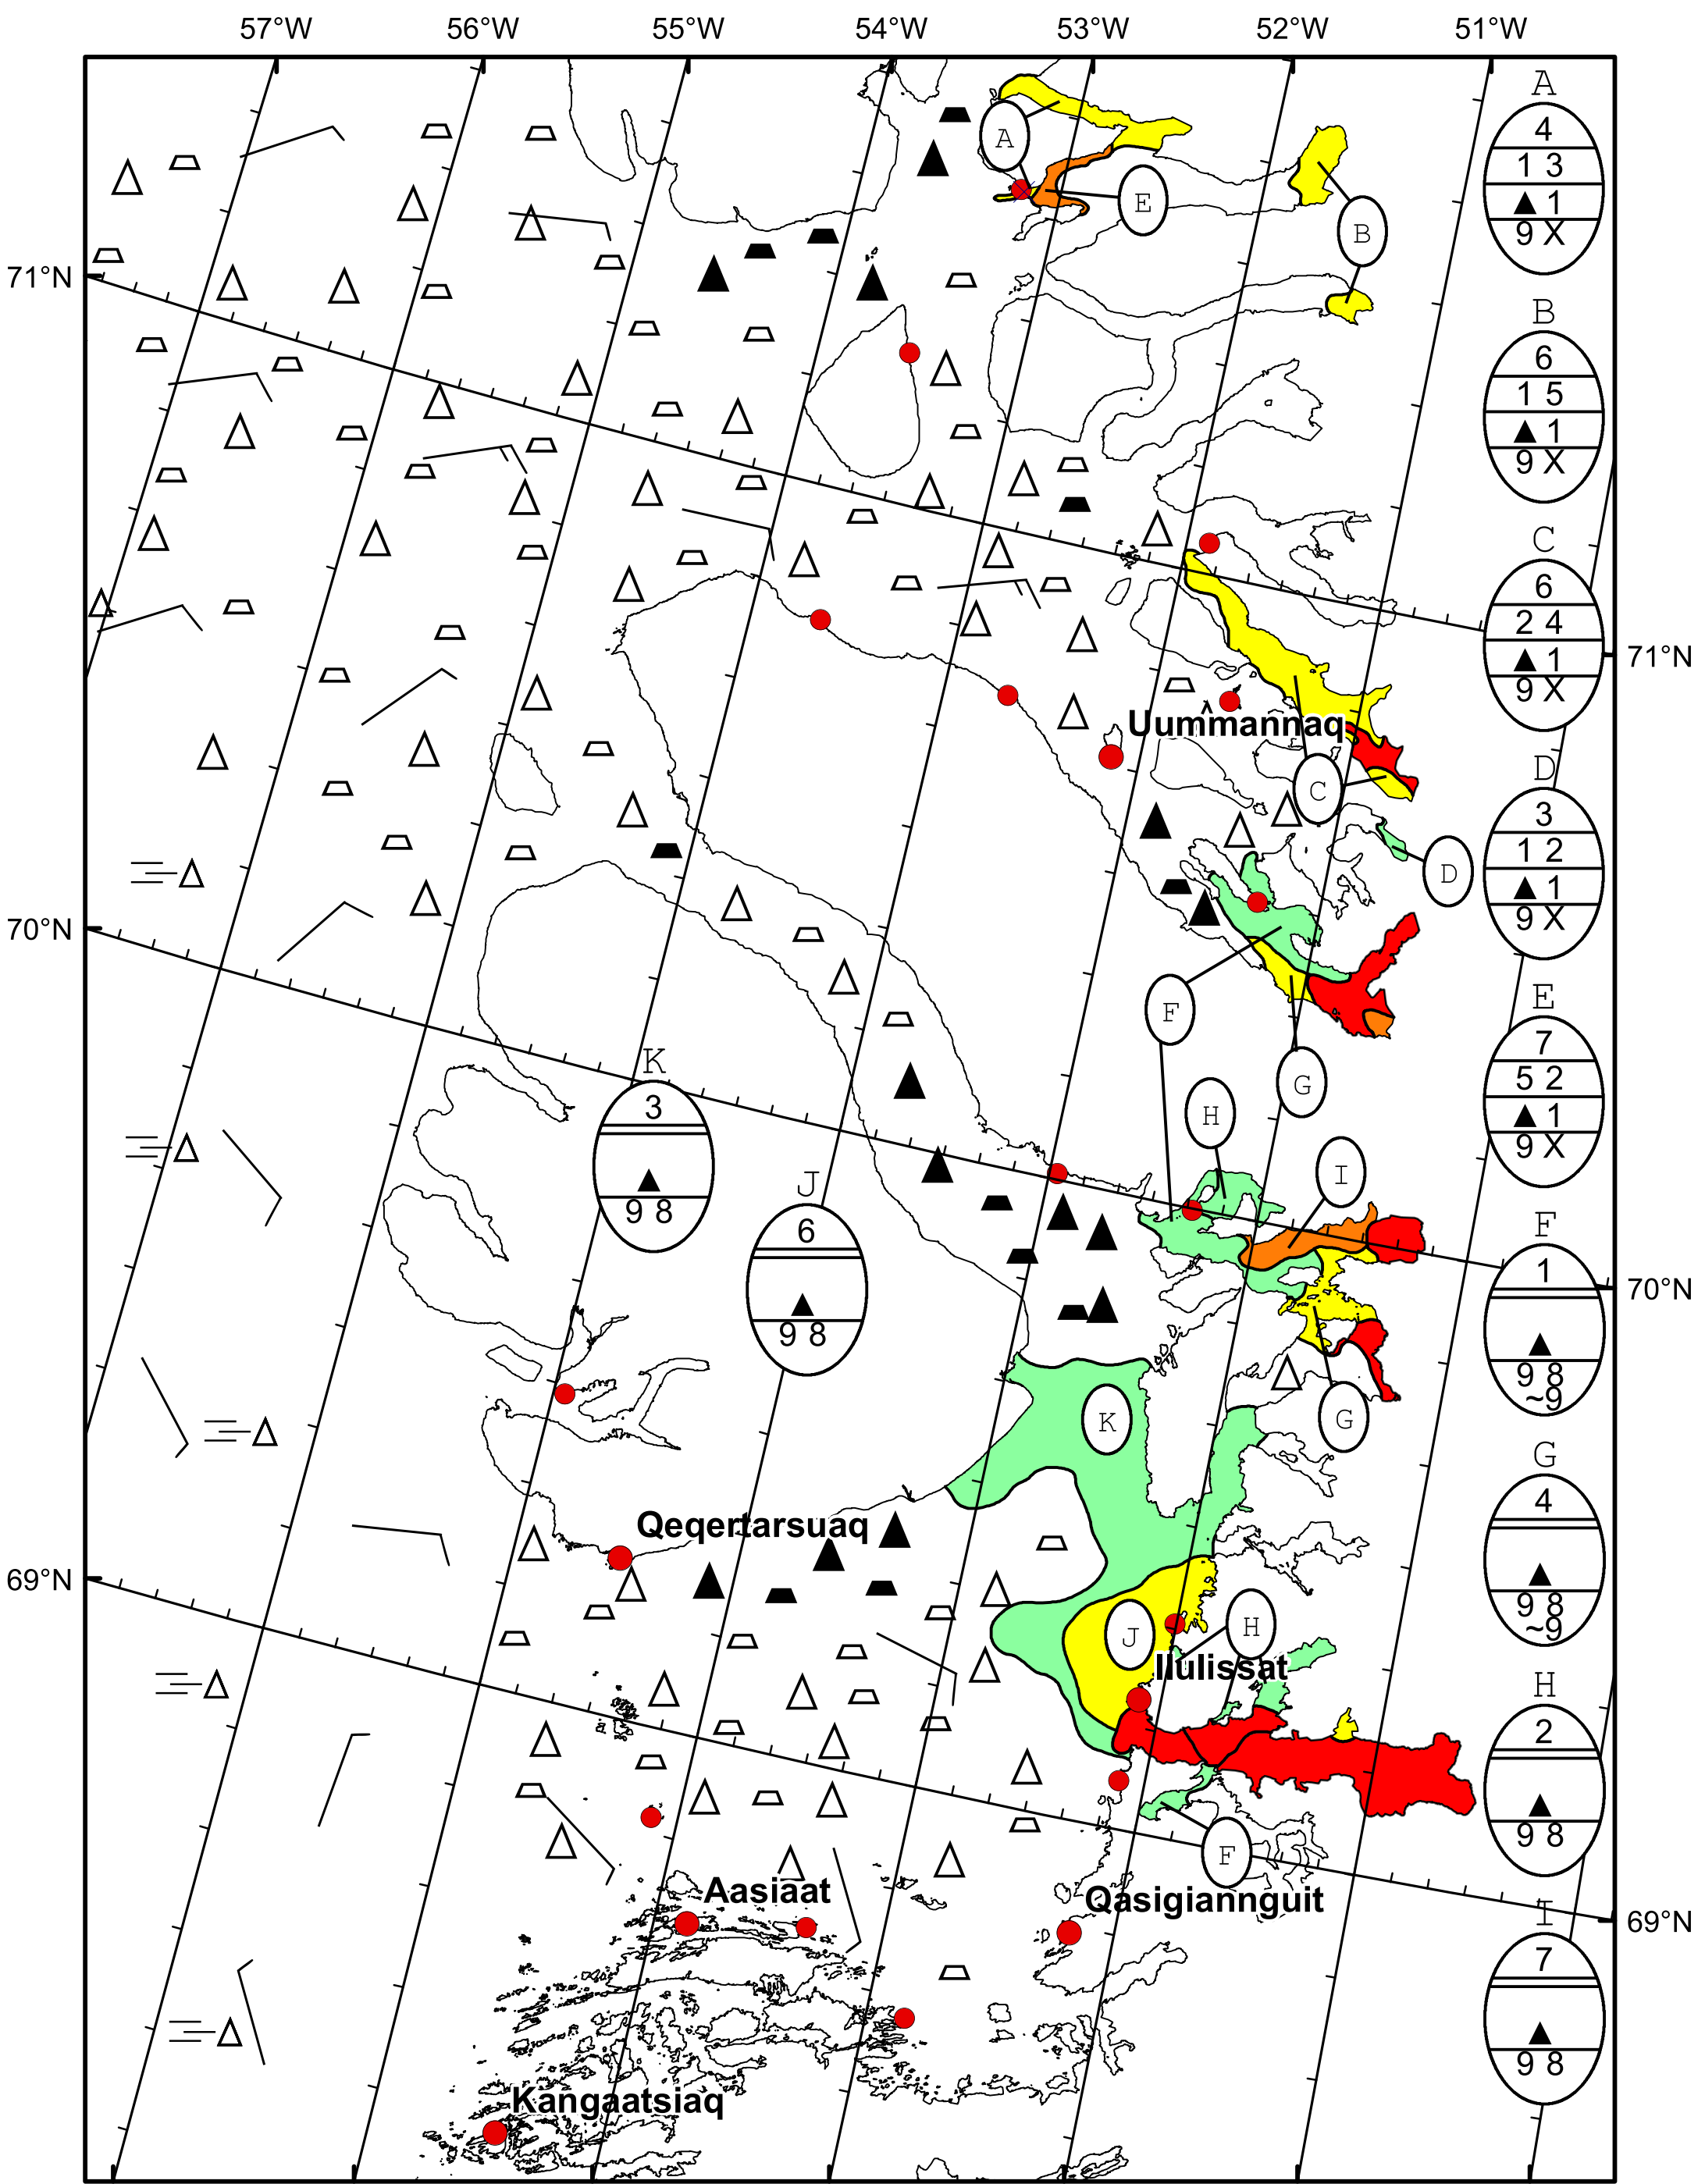 57°W 56°W 55°W 54°W 53°W 52°W 51°W
A
4
1 3
▲ 1
9 X
A
E
B
71°N
B
6
1 5
▲ 1
9 X
C
6
2 4
▲ 1
9 X
71°N
Uummannaq
C
D
3
1 2
▲ 1
9 X
D
70°N
F
E
7
5 2
▲ 1
9 X
G
H
K
3
▲
9 8
J
6
▲
9 8
I
F
1
▲
9 8
~9
70°N
K
G
G
4
▲
9 8
~9
Qeqertarsuaq
69°N
J
H
Ilulissat
H
2
▲
9 8
F
Aasiaat
Qasigiannguit
69°N
I
7
▲
9 8
Kangaatsiaq